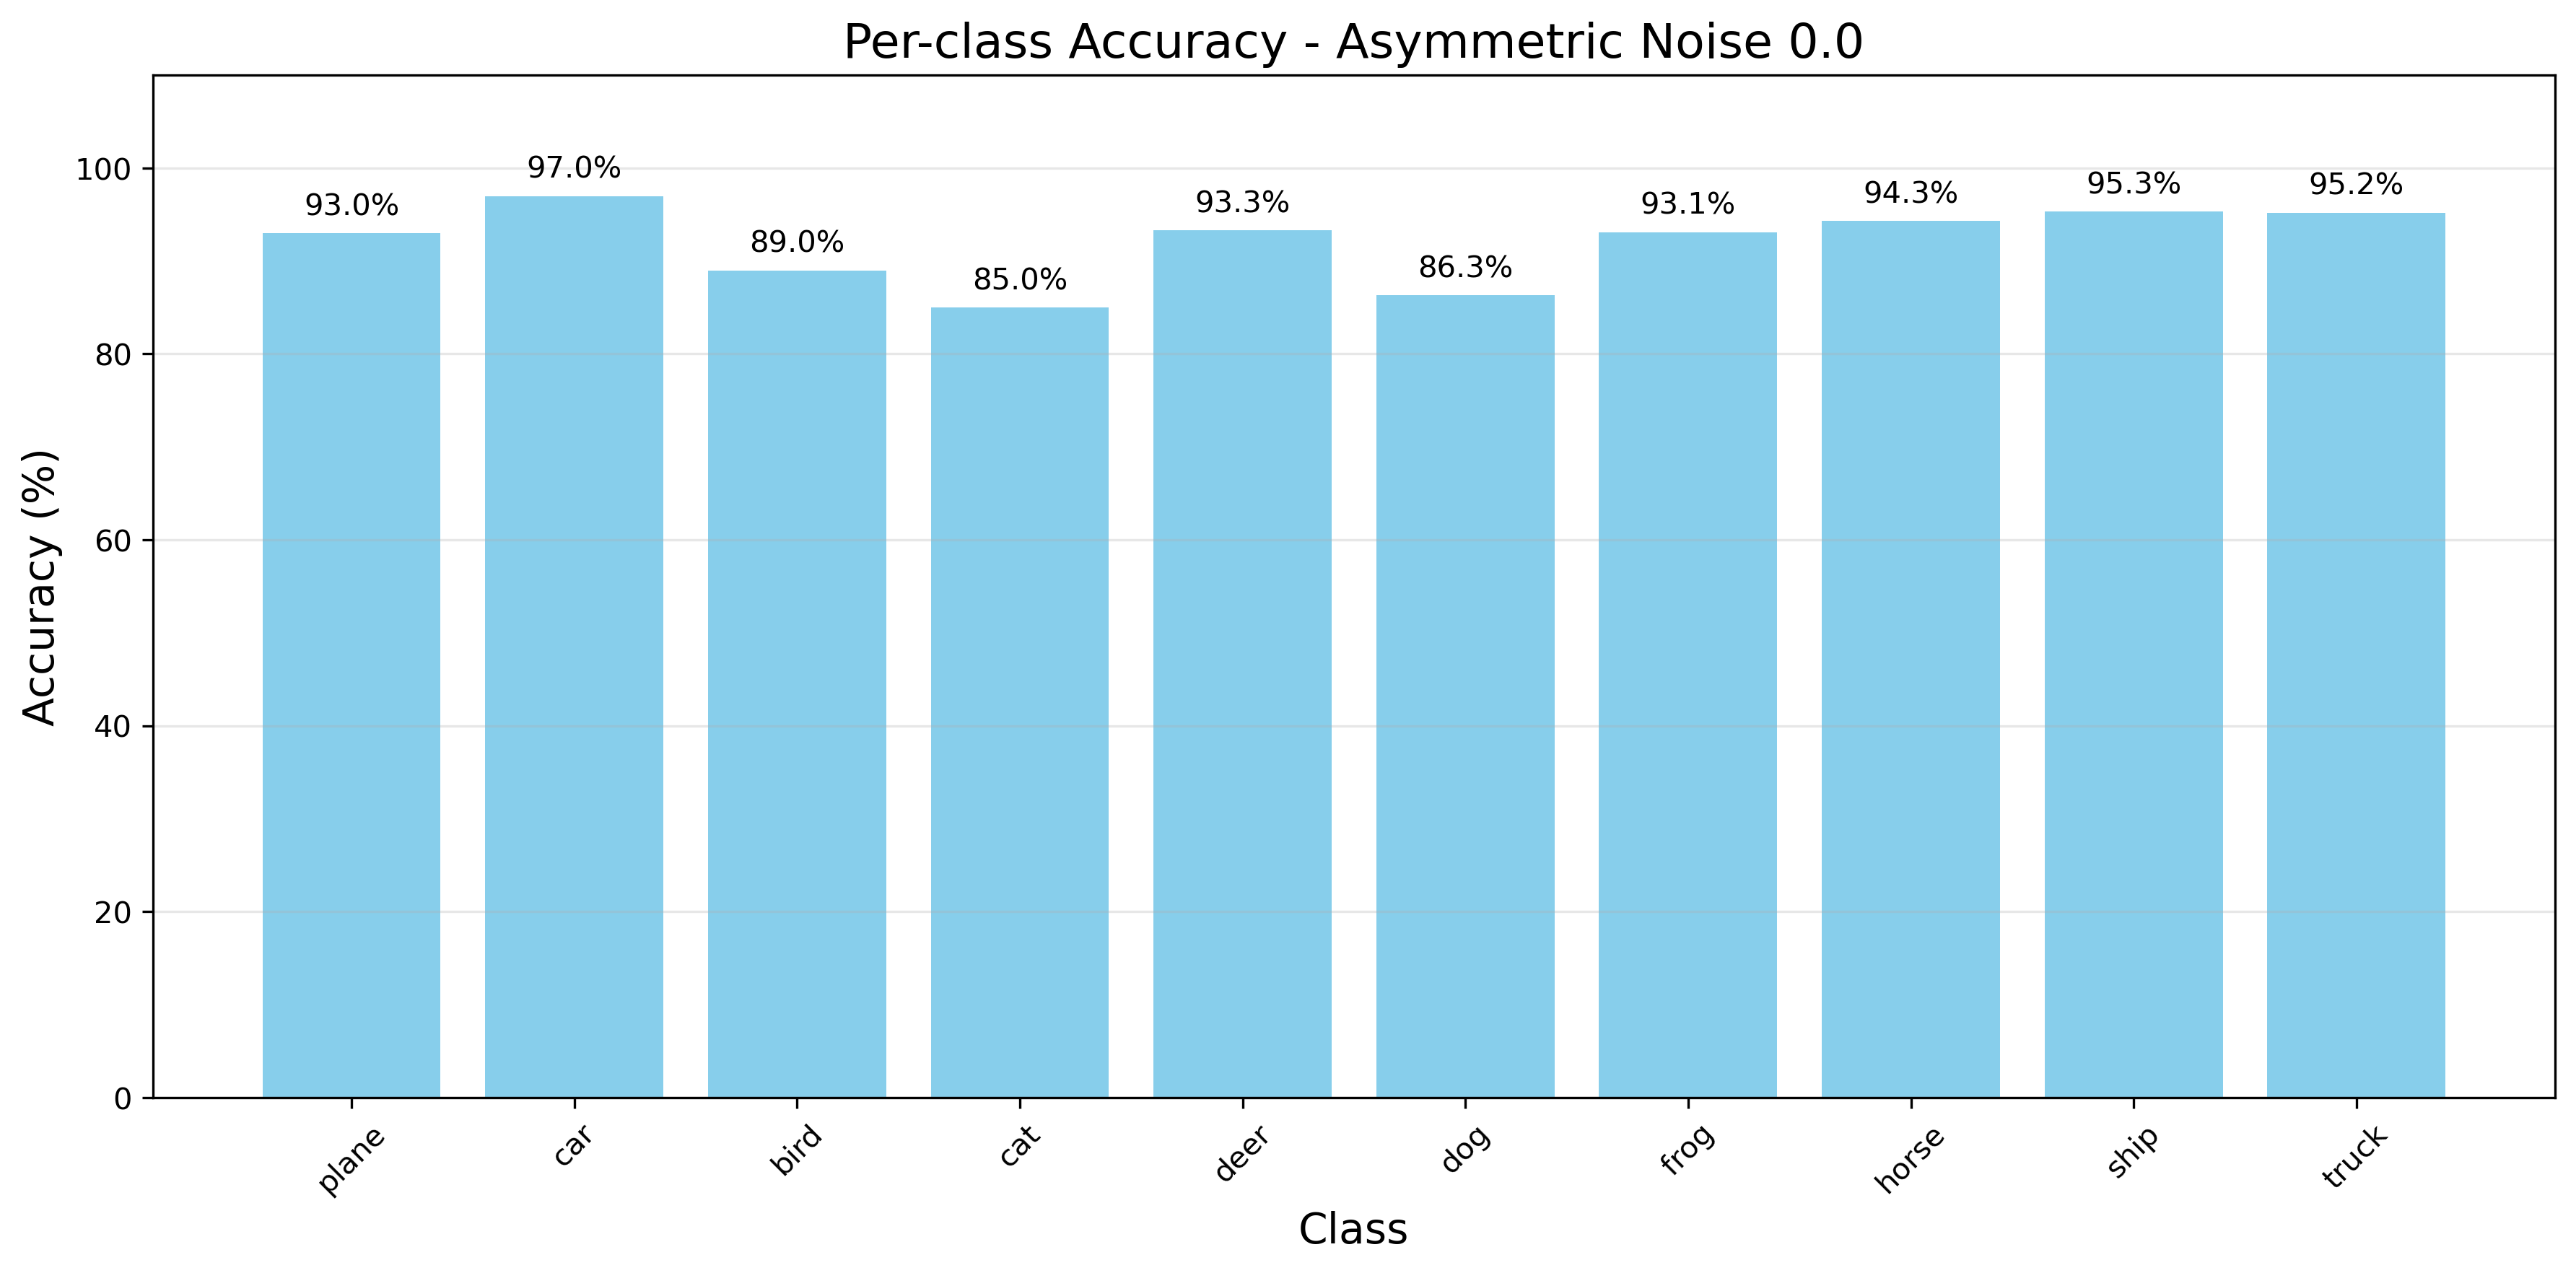 Per-class Accuracy - Asymmetric Noise 0.0
Accuracy (%)
100
80
60
40
20
0
93.0%
97.0%
89.0%
85.0%
93.3%
86.3%
93.1%
94.3%
95.3%
95.2%
plane
car
bird
cat
deer
dog
frog
horse
ship
truck
Class